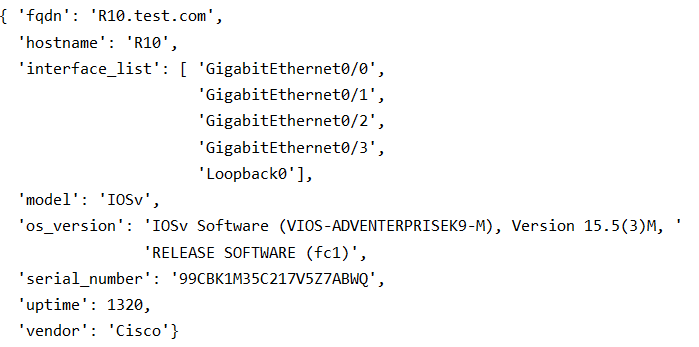 { 'fqdn': 'R10.test.com',
'hostname': 'R10',
'interface_list': [ 'GigabitEthernet0/0',
'GigabitEthernet0/1',
'GigabitEthernet0/2',
'GigabitEthernet0/3',
'Loopback0'],
'model': 'IOSv',
'os_version': 'IOSv Software (VIOS-ADVENTERPRISEK9-M), Version 15.5(3)M, '
'RELEASE SOFTWARE (fc1)',
'serial_number': '99CBK1M35C217V5Z7ABWQ',
'uptime': 1320,
'vendor': 'Cisco'}